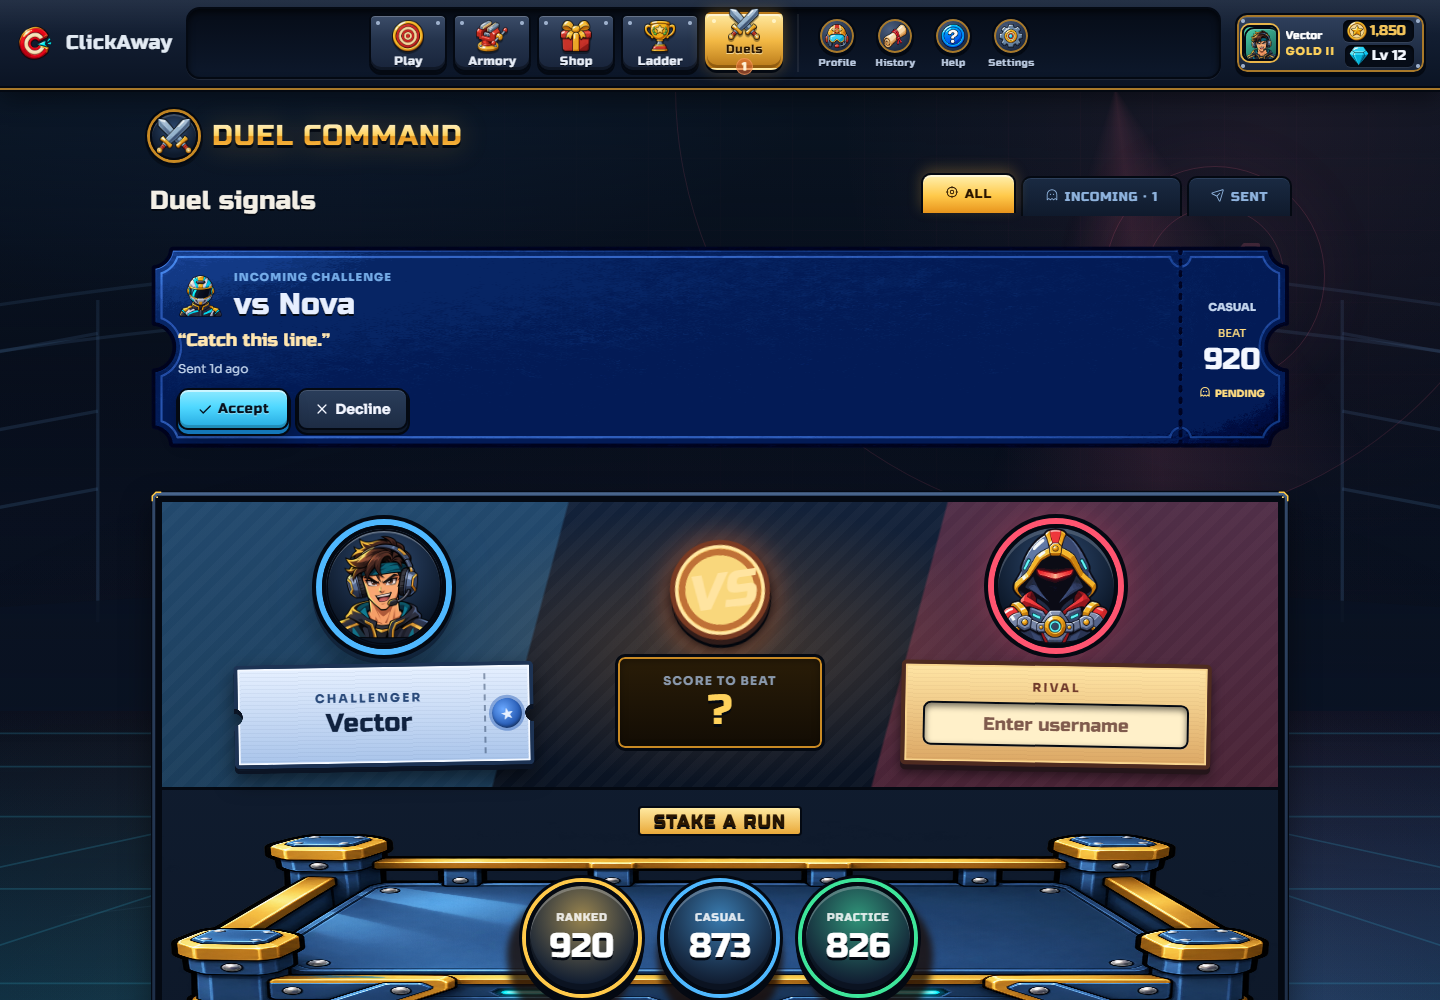 ClickAway
Play
Armory
Shop
Ladder
Duels
1
Profile
History
Help
Settings
Vector
GOLD II
1,850
Lv 12
DUEL COMMAND
Duel signals
ALL
INCOMING · 1
SENT
INCOMING CHALLENGE
vs Nova
“Catch this line.”
Sent 1d ago
Accept
Decline
CASUAL
BEAT
920
PENDING
VS
CHALLENGER
Vector
SCORE TO BEAT
?
RIVAL
Enter username
STAKE A RUN
RANKED
920
CASUAL
873
PRACTICE
826